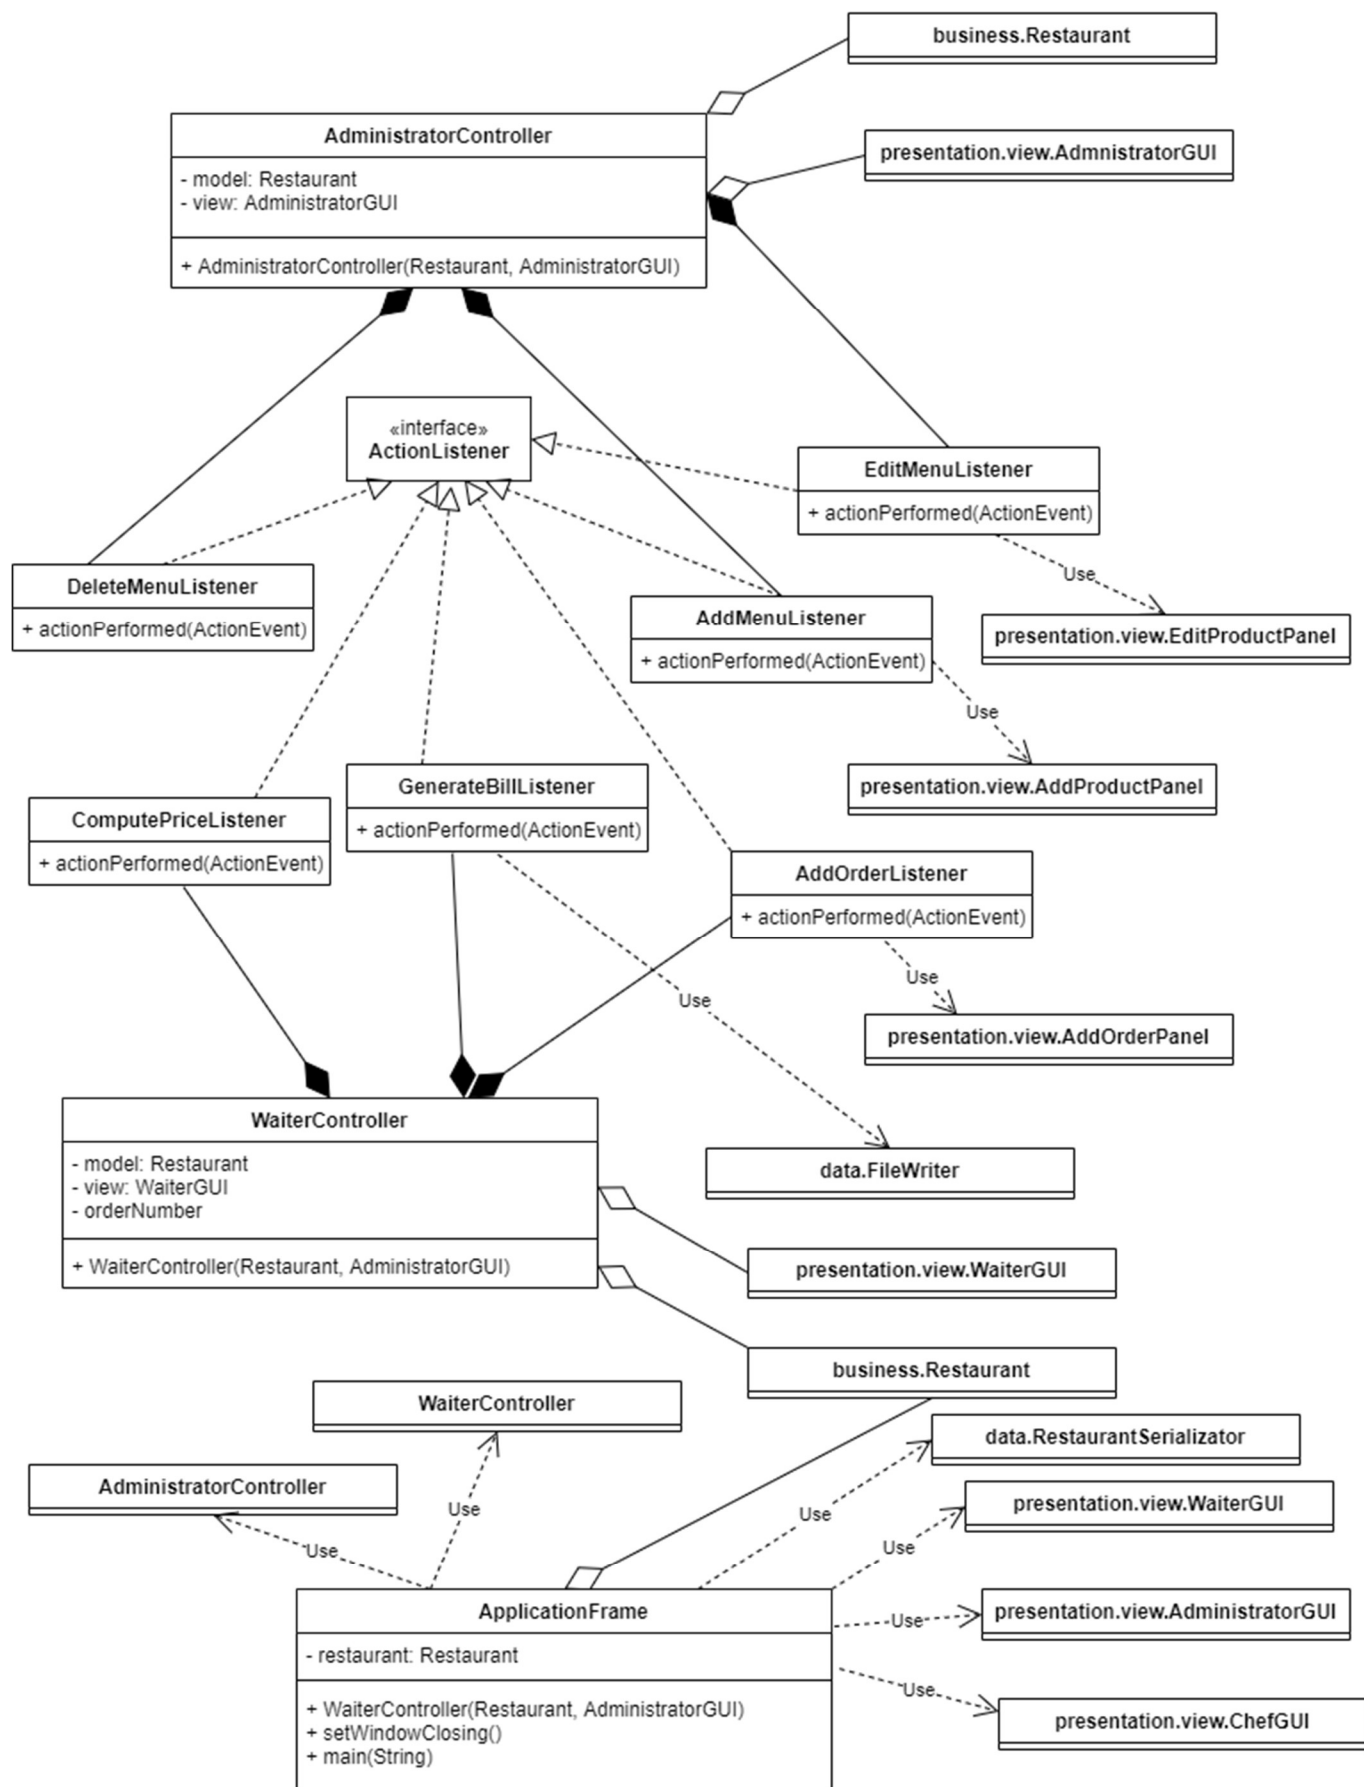 business.Restaurant
AdministratorController
- model: Restaurant
- view: AdministratorGUI
+ AdministratorController(Restaurant, AdministratorGUI)
presentation.view.AdmnistratorGUI
«interface»
ActionListener
EditMenuListener
+ actionPerformed(ActionEvent)
Use
presentation.view.EditProductPanel
DeleteMenuListener
+ actionPerformed(ActionEvent)
AddMenuListener
+ actionPerformed(ActionEvent)
Use
presentation.view.AddProductPanel
GenerateBillListener
+ actionPerformed(ActionEvent)
ComputePriceListener
+ actionPerformed(ActionEvent)
AddOrderListener
+ actionPerformed(ActionEvent)
Use
Use
presentation.view.AddOrderPanel
WaiterController
- model: Restaurant
- view: WaiterGUI
- orderNumber
+ WaiterController(Restaurant, AdministratorGUI)
data.FileWriter
presentation.view.WaiterGUI
business.Restaurant
WaiterController
data.RestaurantSerializator
AdministratorController
presentation.view.WaiterGUI
Use
Use
Use
Use
ApplicationFrame
- restaurant: Restaurant
+ WaiterController(Restaurant, AdministratorGUI)
+ setWindowClosing()
+ main(String)
Use
presentation.view.AdministratorGUI
Use
presentation.view.ChefGUI